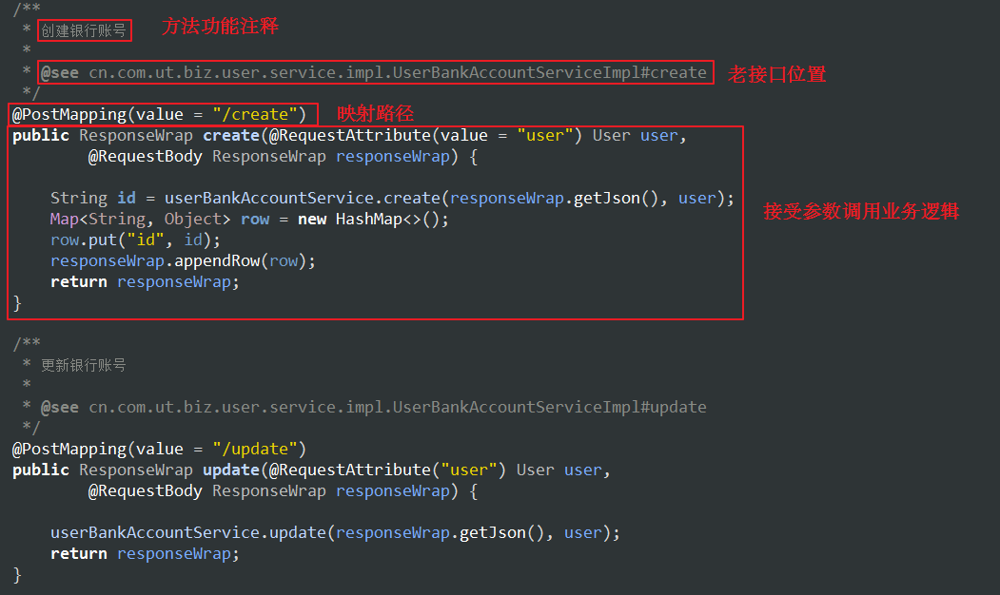 /**
 * 创建银行账号 方法功能注释
 *
 * @see cn.com.ut.biz.user.service.impl.UserBankAccountServiceImpl#create 老接口位置
 */
@PostMapping(value = "/create") 映射路径
public ResponseWrap create(@RequestAttribute(value = "user") User user,
        @RequestBody ResponseWrap responseWrap) {
    String id = userBankAccountService.create(responseWrap.getJson(), user); 接受参数调用业务逻辑
    Map<String, Object> row = new HashMap<>();
    row.put("id", id);
    responseWrap.appendRow(row);
    return responseWrap;
}
/**
 * 更新银行账号
 *
 * @see cn.com.ut.biz.user.service.impl.UserBankAccountServiceImpl#update
 */
@PostMapping(value = "/update")
public ResponseWrap update(@RequestAttribute("user") User user,
        @RequestBody ResponseWrap responseWrap) {
    userBankAccountService.update(responseWrap.getJson(), user);
    return responseWrap;
}